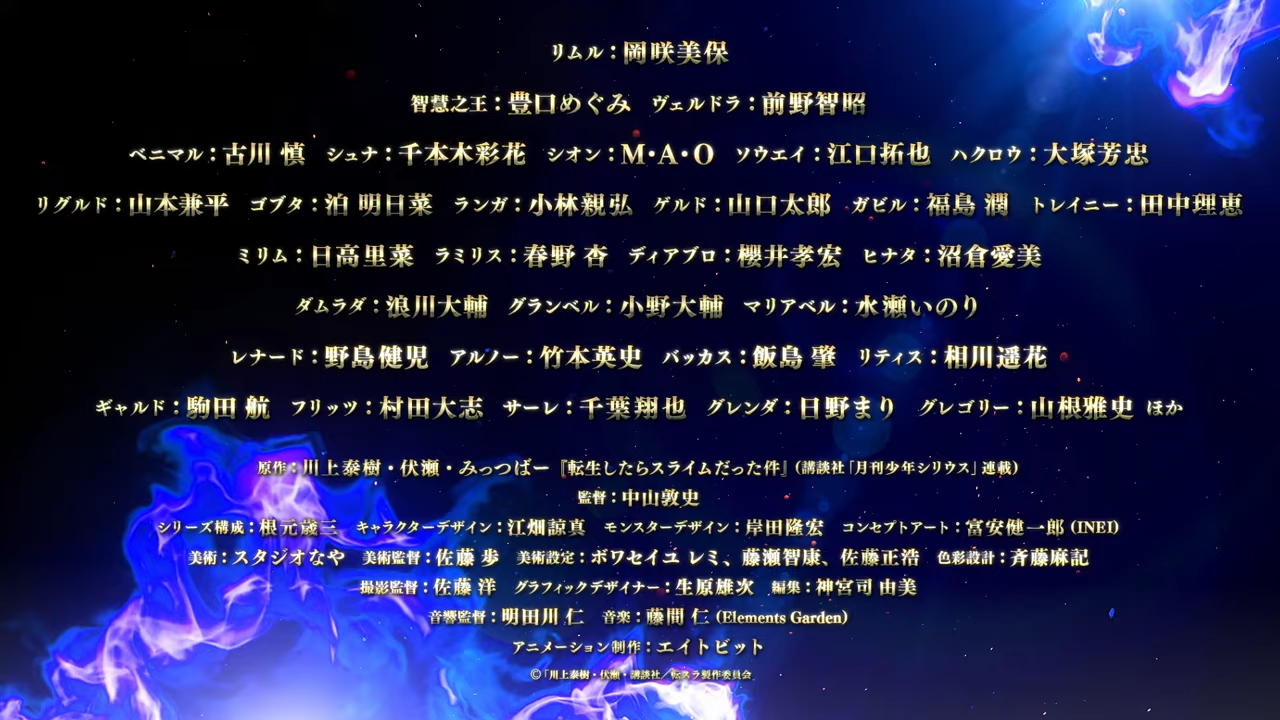 リムル：岡咲美保
智慧之王：豊口めぐみ　ヴェルドラ：前野智昭
ベニマル：古川 慎　シュナ：千本木彩花　シオン：M・A・O　ソウエイ：江口拓也　ハクロウ：大塚芳忠
リグルド：山本兼平　ゴブタ：泊 明日菜　ランガ：小林親弘　ゲルド：山口太郎　ガビル：福島 潤　トレイニー：田中理恵
ミリム：日高里菜　ラミリス：春野 杏　ディアブロ：櫻井孝宏　ヒナタ：沼倉愛美
ダムラダ：浪川大輔　グランベル：小野大輔　マリアベル：水瀬いのり
レナード：野島健児　アルノー：竹本英史　バッカス：飯島 肇　リティス：相川遥花
ギャルド：駒田 航　フリッツ：村田大志　サーレ：千葉翔也　グレンダ：日野まり　グレゴリー：山根雅史 ほか
原作：川上泰樹・伏瀬・みっつばー『転生したらスライムだった件』（講談社「月刊少年シリウス」連載）
監督：中山敦史
シリーズ構成：根元歳三　キャラクターデザイン：江畑諒真　モンスターデザイン：岸田隆宏　コンセプトアート：富安健一郎（INEI）
美術：スタジオなや　美術監督：佐藤 歩　美術設定：ボワセイユ レミ、藤瀬智康、佐藤正浩　色彩設計：斉藤麻記
撮影監督：佐藤 洋　グラフィックデザイナー：生原雄次　編集：神宮司 由美
音響監督：明田川 仁　音楽：藤間 仁（Elements Garden）
アニメーション制作：エイトビット
©「川上泰樹・伏瀬・講談社／転スラ製作委員会